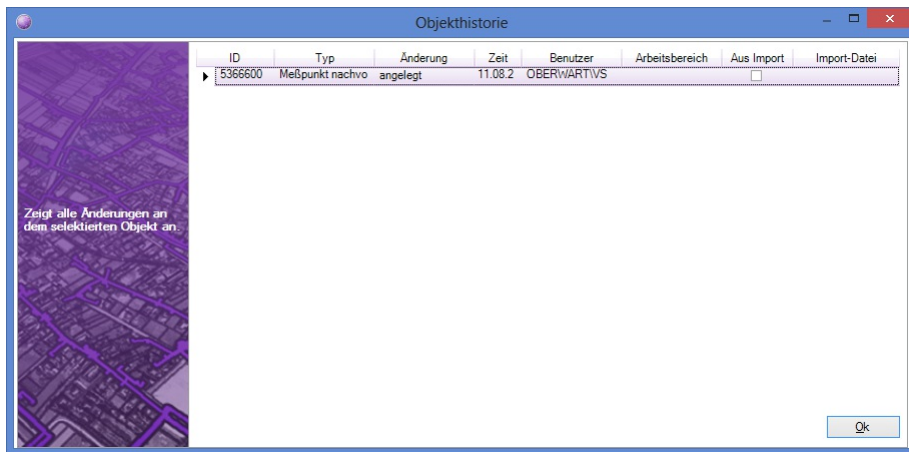 Objekthistorie
ID Typ Änderung Zeit Benutzer Arbeitsbereich Aus Import Import-Datei
5366600 Meßpunkt nachvo angelegt 11.08.2 OBERWART\VS
Zeigt alle Änderungen an
dem selektierten Objekt an.
Ok